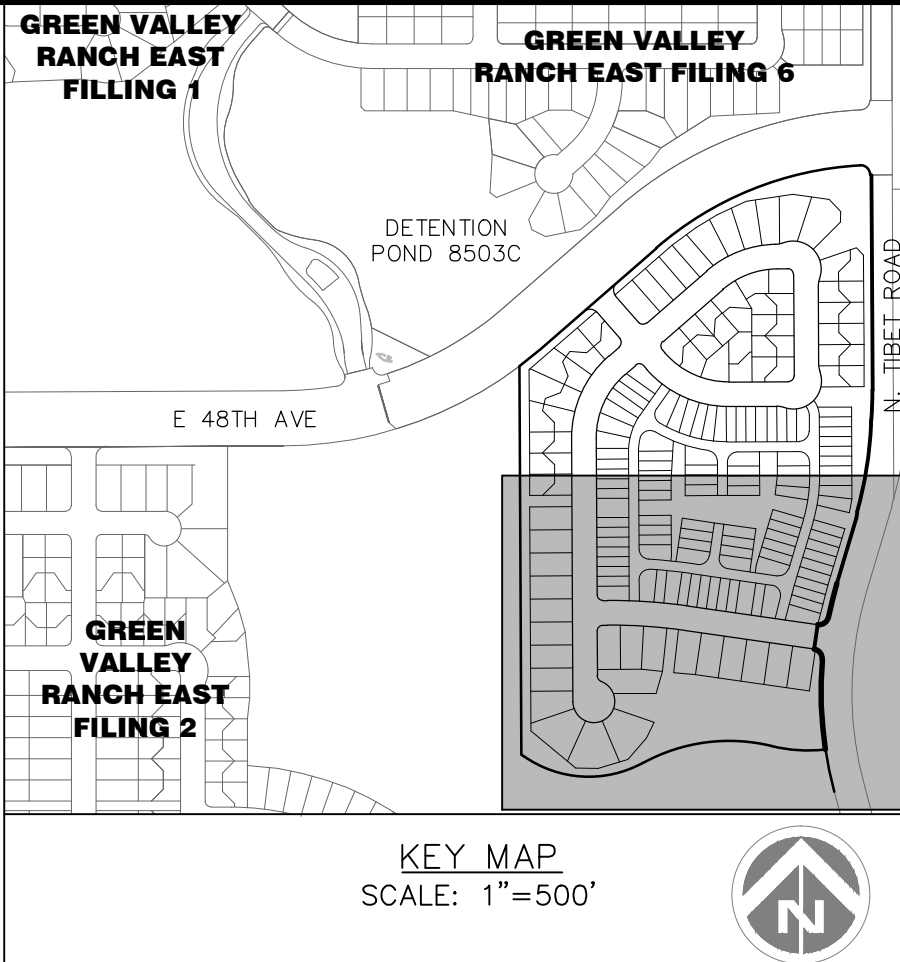 GREEN VALLEY
RANCH EAST
FILLING 1
GREEN VALLEY
RANCH EAST FILING 6
DETENTION
POND 8503C
N. TIBET ROAD
E 48TH AVE
GREEN
VALLEY
RANCH EAST
FILING 2
KEY MAP
SCALE: 1"=500'
N